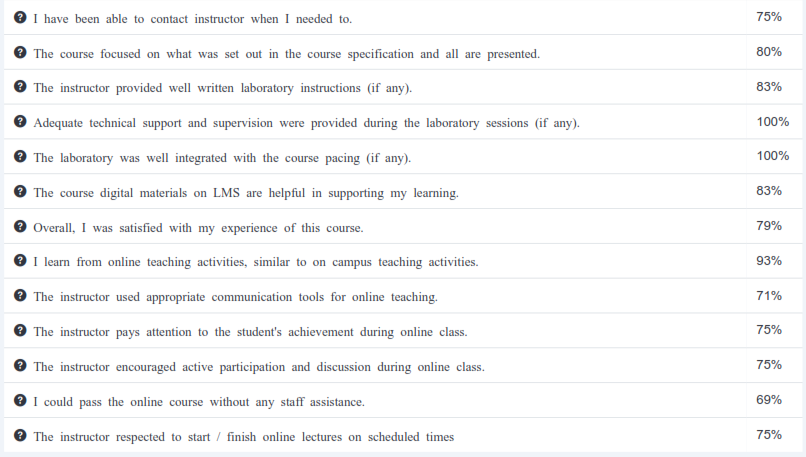 I have been able to contact instructor when I needed to. 75%
The course focused on what was set out in the course specification and all are presented. 80%
The instructor provided well written laboratory instructions (if any). 83%
Adequate technical support and supervision were provided during the laboratory sessions (if any). 100%
The laboratory was well integrated with the course pacing (if any). 100%
The course digital materials on LMS are helpful in supporting my learning. 83%
Overall, I was satisfied with my experience of this course. 79%
I learn from online teaching activities, similar to on campus teaching activities. 93%
The instructor used appropriate communication tools for online teaching. 71%
The instructor pays attention to the student's achievement during online class. 75%
The instructor encouraged active participation and discussion during online class. 75%
I could pass the online course without any staff assistance. 69%
The instructor respected to start / finish online lectures on scheduled times 75%